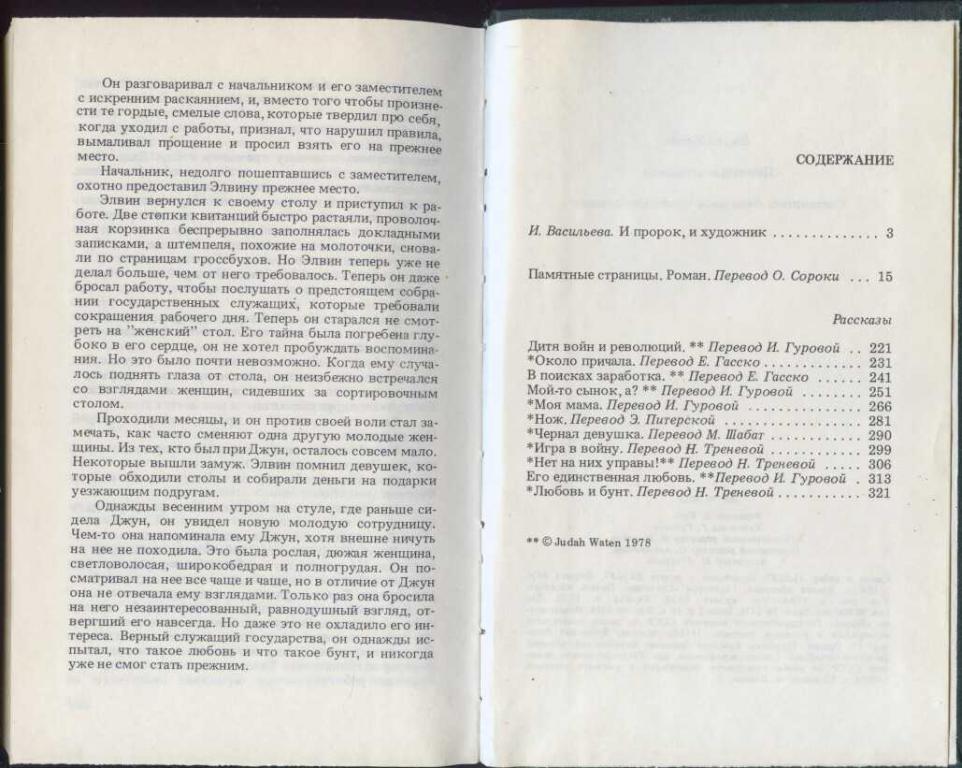 Он разговаривал с начальником и его заместителем
с искренним раскаянием, и, вместо того чтобы произне-
сти те гордые, смелые слова, которые твердил про себя,
когда уходил с работы, признал, что нарушил правила,
вымаливал прощение и просил взять его на прежнее
место.
Начальник, недолго пошептавшись с заместителем,
охотно предоставил Элвину прежнее место.
Элвин вернулся к своему столу и приступил к ра-
боте. Две стопки квитанций быстро растаяли, проволоч-
ная корзинка беспрерывно заполнялась докладными
записками, а штемпеля, похожие на молоточки, снова-
ли по страницам гроссбухов. Но Элвин теперь уже не
делал больше, чем от него требовалось. Теперь он даже
бросал работу, чтобы послушать о предстоящем собра-
нии государственных служащих, которые требовали
сокращения рабочего дня. Теперь он старался не смот-
реть на "женский" стол. Его тайна была погребена глу-
боко в его сердце, он не хотел пробуждать воспомина-
ния. Но это было почти невозможно. Когда ему случа-
лось поднять глаза от стола, он неизбежно встречался
со взглядами женщин, сидевших за сортировочным
столом.
Проходили месяцы, и он против своей воли стал за-
мечать, как часто сменяют одна другую молодые жен-
щины. Из тех, кто был при Джун, осталось совсем мало.
Некоторые вышли замуж. Элвин помнил девушек, ко-
торые обходили столы и собирали деньги на подарки
уезжающим подругам.
Однажды весенним утром на стуле, где раньше си-
дела Джун, он увидел новую молодую сотрудницу.
Чем-то она напоминала ему Джун, хотя внешне ничуть
на нее не походила. Это была рослая, дюжая женщина,
светловолосая, широкобедрая и полногрудая. Он по-
сматривал на нее все чаще и чаще, но в отличие от Джун
она не отвечала ему взглядами. Только раз она бросила
на него незаинтересованный, равнодушный взгляд, от-
вергший его навсегда. Но даже это не охладило его ин-
тереса. Верный служащий государства, он однажды ис-
пытал, что такое любовь и что такое бунт, и никогда
уже не смог стать прежним.
СОДЕРЖАНИЕ
И. Васильева. И пророк, и художник .............. 3
Памятные страницы. Роман. Перевод О. Сороки ... 15
Рассказы
Дитя войн и революций. ** Перевод И. Гуровой .. 221
*Около причала. Перевод Е. Гасско ............. 231
В поисках заработка. ** Перевод Е. Гасско ...... 241
Мой-то сынок, а? ** Перевод И. Гуровой ........ 251
*Моя мама. Перевод И. Гуровой ................ 266
*Нож. Перевод Э. Питерской ................... 281
*Черная девушка. Перевод М. Шабат ............ 290
*Игра в войну. Перевод Н. Треневой ............ 299
*Нет на них управы!** Перевод Н. Треневой ..... 306
Его единственная любовь. **Перевод И. Гуровой . 313
*Любовь и бунт. Перевод Н. Треневой ........... 321
** © Judah Waten 1978